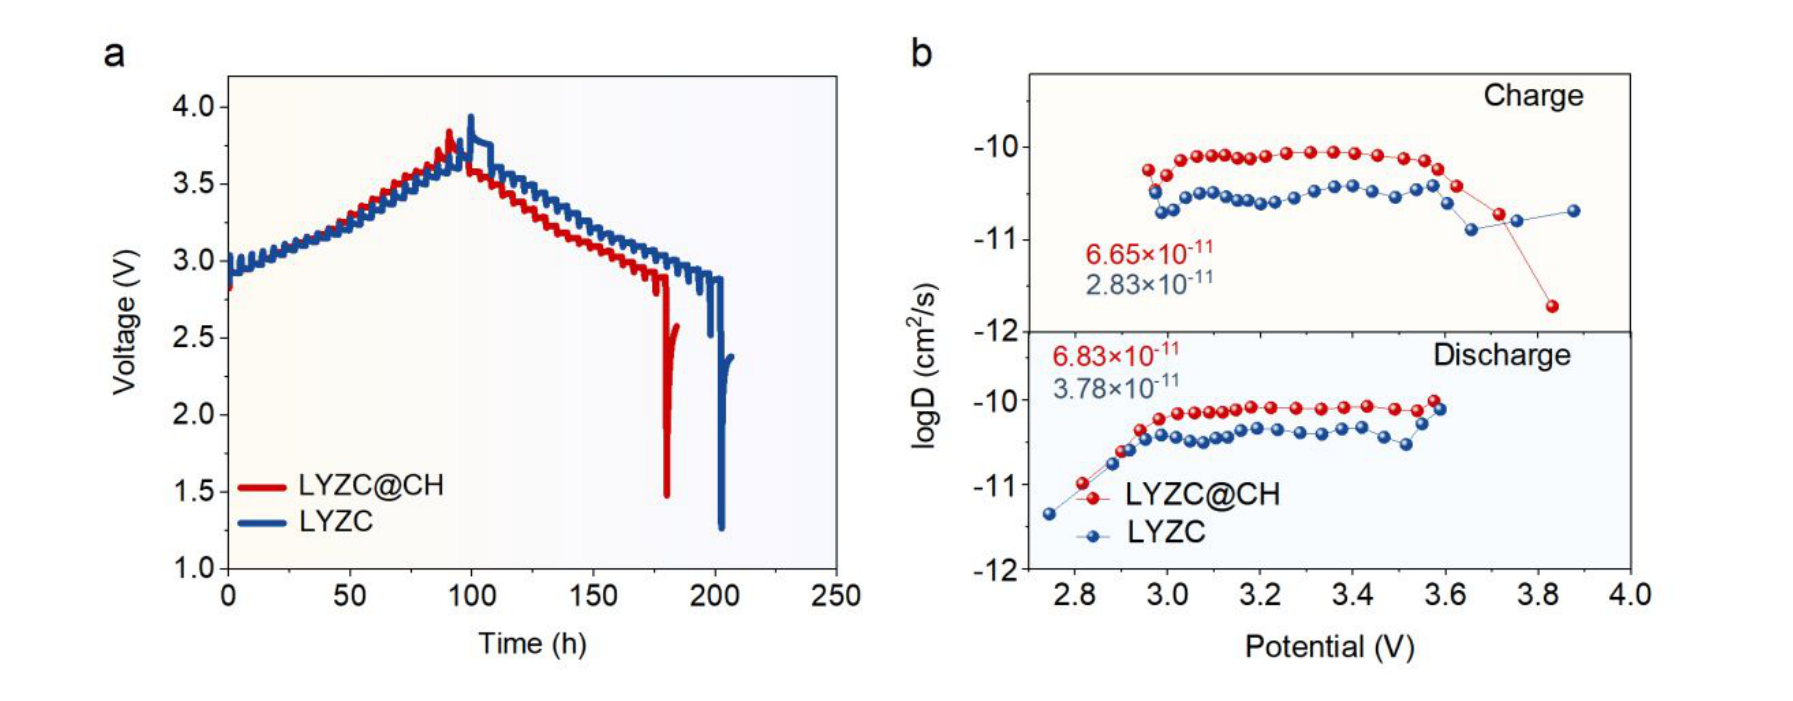 a
4.0
3.5
3.0
2.5
2.0
1.5
1.0
Voltage (V)
LYZC@CH
LYZC
0 50 100 150 200 250
Time (h)
b
Charge
-10
-11
-12
6.65×10⁻¹¹
2.83×10⁻¹¹
logD (cm²/s)
6.83×10⁻¹¹
3.78×10⁻¹¹
Discharge
-10
-11
-12
LYZC@CH
LYZC
2.8 3.0 3.2 3.4 3.6 3.8 4.0
Potential (V)